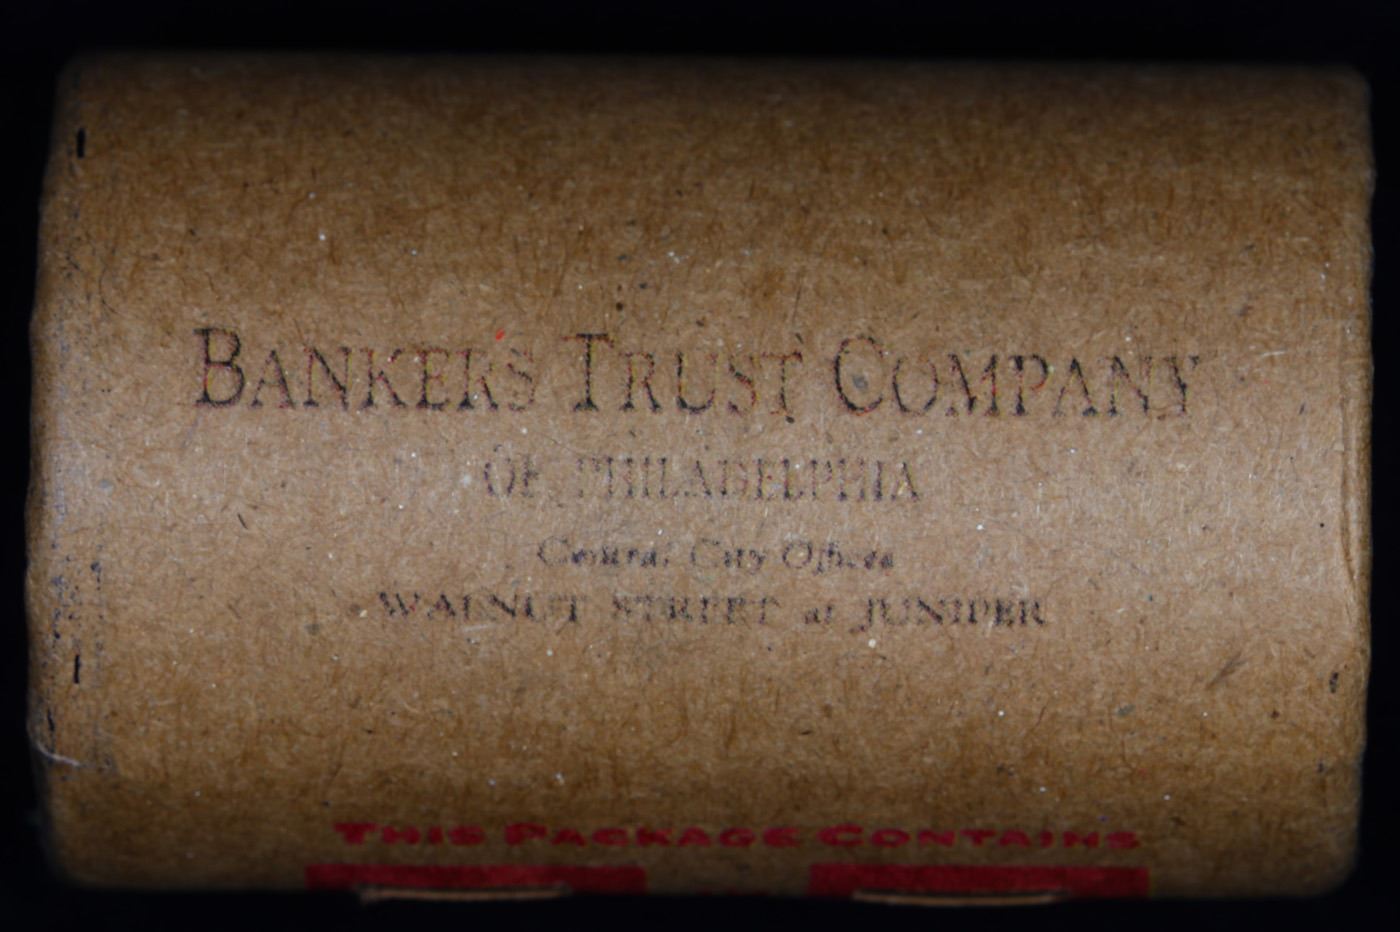 BANKERS TRUST COMPANY
OF PHILADELPHIA
Central City Offices
WALNUT STREET at JUNIPER
THIS PACKAGE CONTAINS